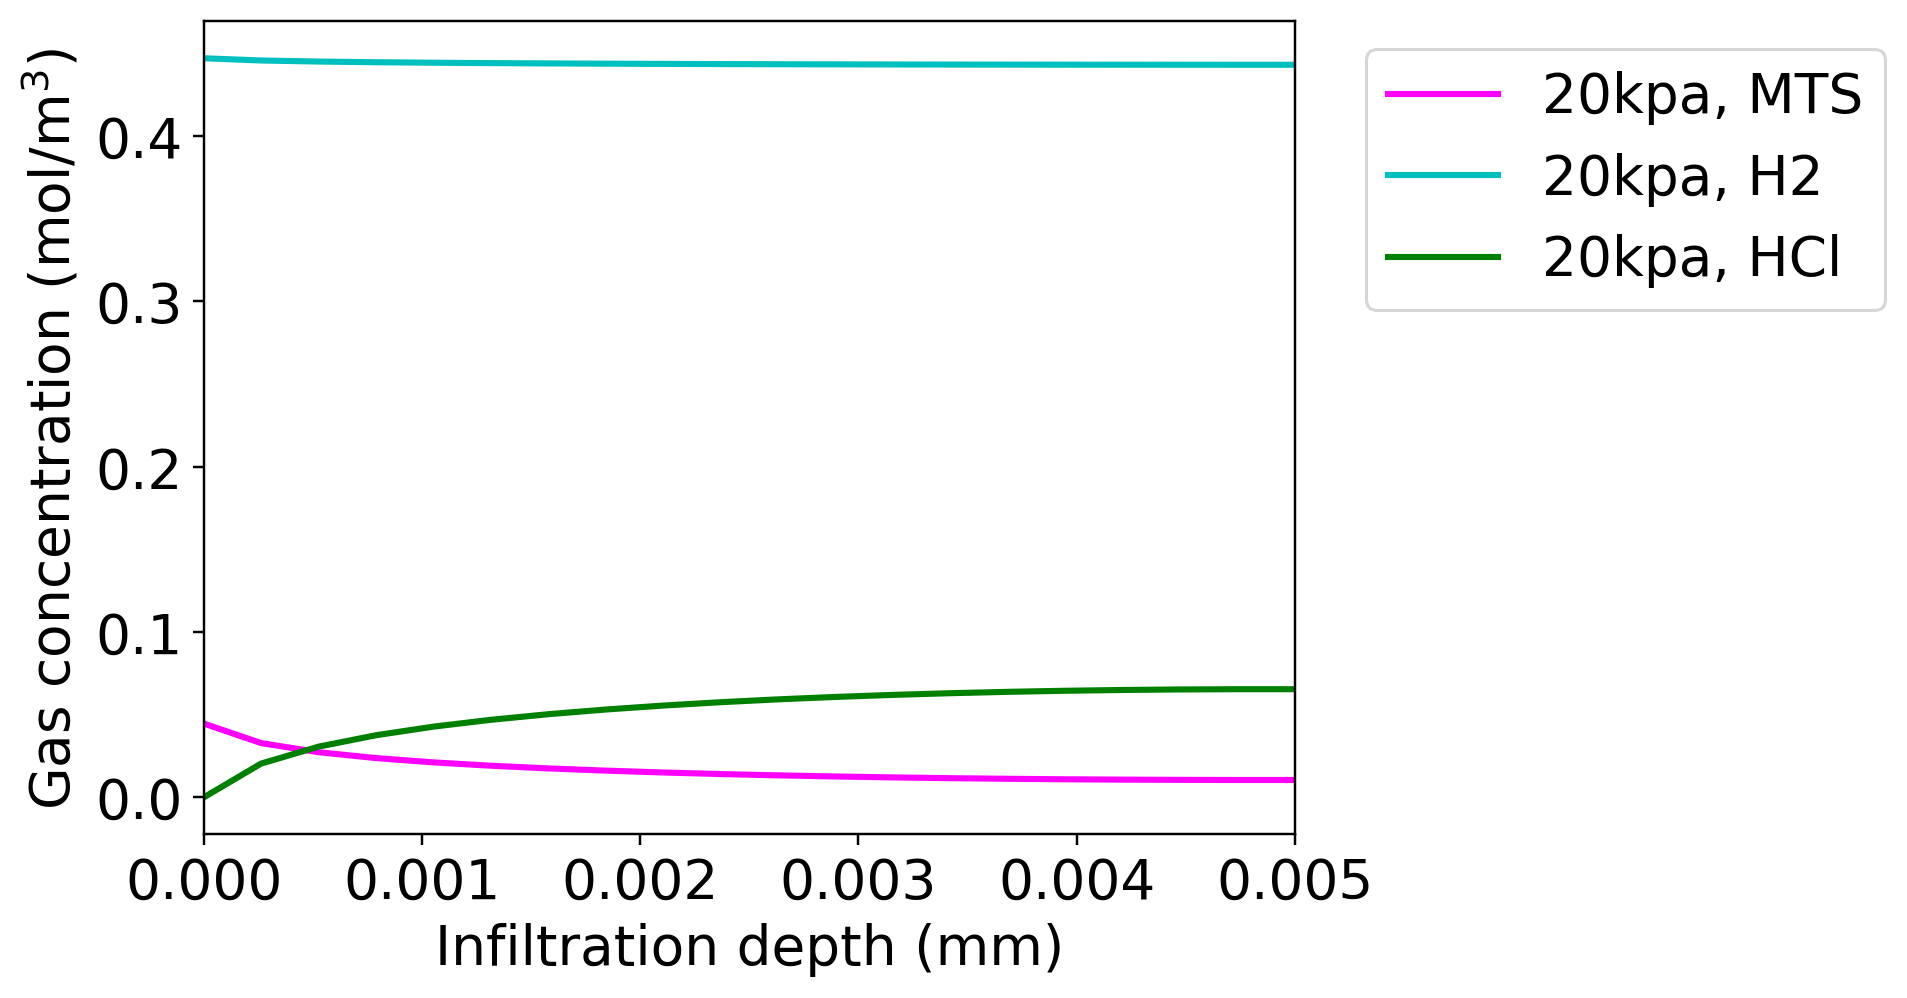 Gas concentration (mol/m³)
0.4
0.3
0.2
0.1
0.0
0.000 0.001 0.002 0.003 0.004 0.005
Infiltration depth (mm)
20kpa, MTS
20kpa, H2
20kpa, HCl